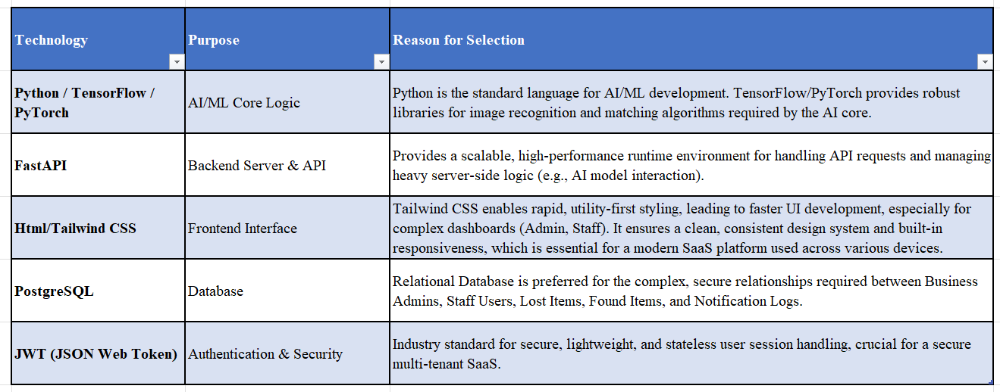 Technology
Purpose
Reason for Selection
Python / TensorFlow /
PyTorch
AI/ML Core Logic
Python is the standard language for AI/ML development. TensorFlow/PyTorch provides robust
libraries for image recognition and matching algorithms required by the AI core.
FastAPI
Backend Server & API
Provides a scalable, high-performance runtime environment for handling API requests and managing
heavy server-side logic (e.g., AI model interaction).
Html/Tailwind CSS
Frontend Interface
Tailwind CSS enables rapid, utility-first styling, leading to faster UI development, especially for
complex dashboards (Admin, Staff). It ensures a clean, consistent design system and built-in
responsiveness, which is essential for a modern SaaS platform used across various devices.
PostgreSQL
Database
Relational Database is preferred for the complex, secure relationships required between Business
Admins, Staff Users, Lost Items, Found Items, and Notification Logs.
JWT (JSON Web Token)
Authentication & Security
Industry standard for secure, lightweight, and stateless user session handling, crucial for a secure
multi-tenant SaaS.